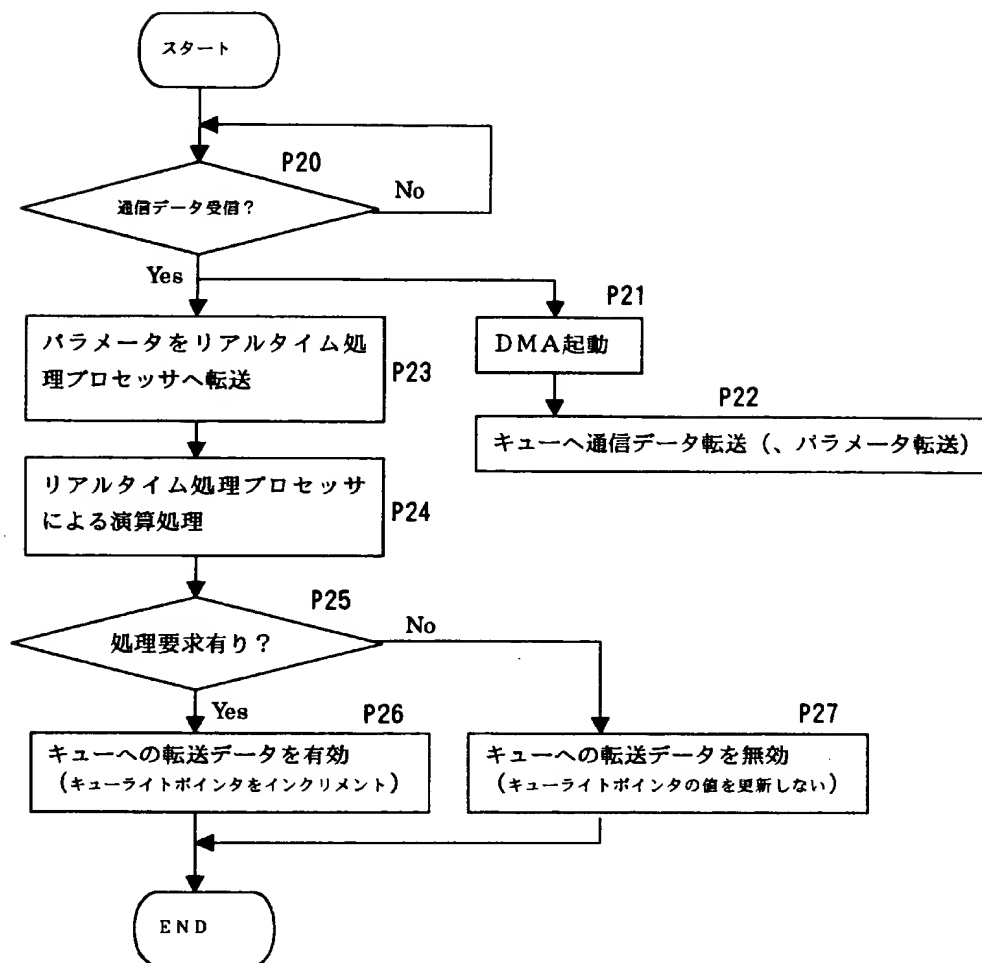 スタート
P20
通信データ受信？
No
Yes
P21
DMA起動
パラメータをリアルタイム処
理プロセッサへ転送
P23
P22
キューへ通信データ転送（、パラメータ転送）
リアルタイム処理プロセッサ
による演算処理
P24
P25
処理要求有り？
No
Yes
P26
キューへの転送データを有効
（キューライトポインタをインクリメント）
P27
キューへの転送データを無効
（キューライトポインタの値を更新しない）
END